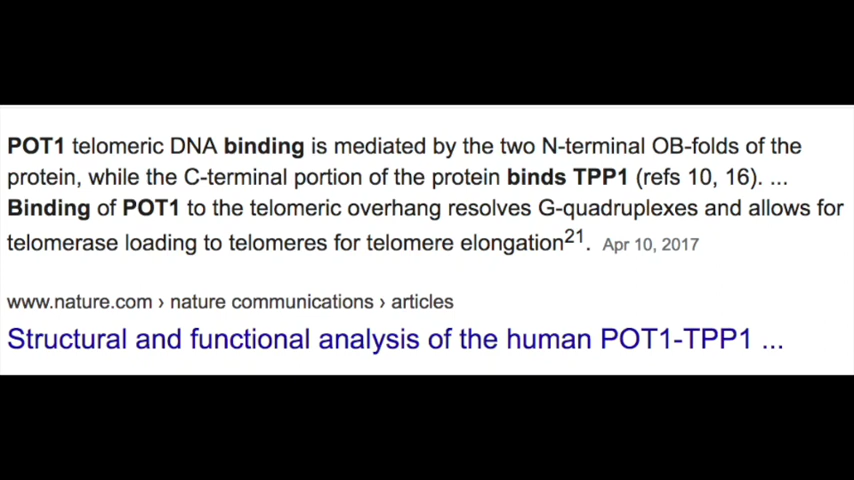 POT1 telomeric DNA binding is mediated by the two N-terminal OB-folds of the
protein, while the C-terminal portion of the protein binds TPP1 (refs 10, 16). ...
Binding of POT1 to the telomeric overhang resolves G-quadruplexes and allows for
telomerase loading to telomeres for telomere elongation21. Apr 10, 2017
www.nature.com › nature communications › articles
Structural and functional analysis of the human POT1-TPP1 ...